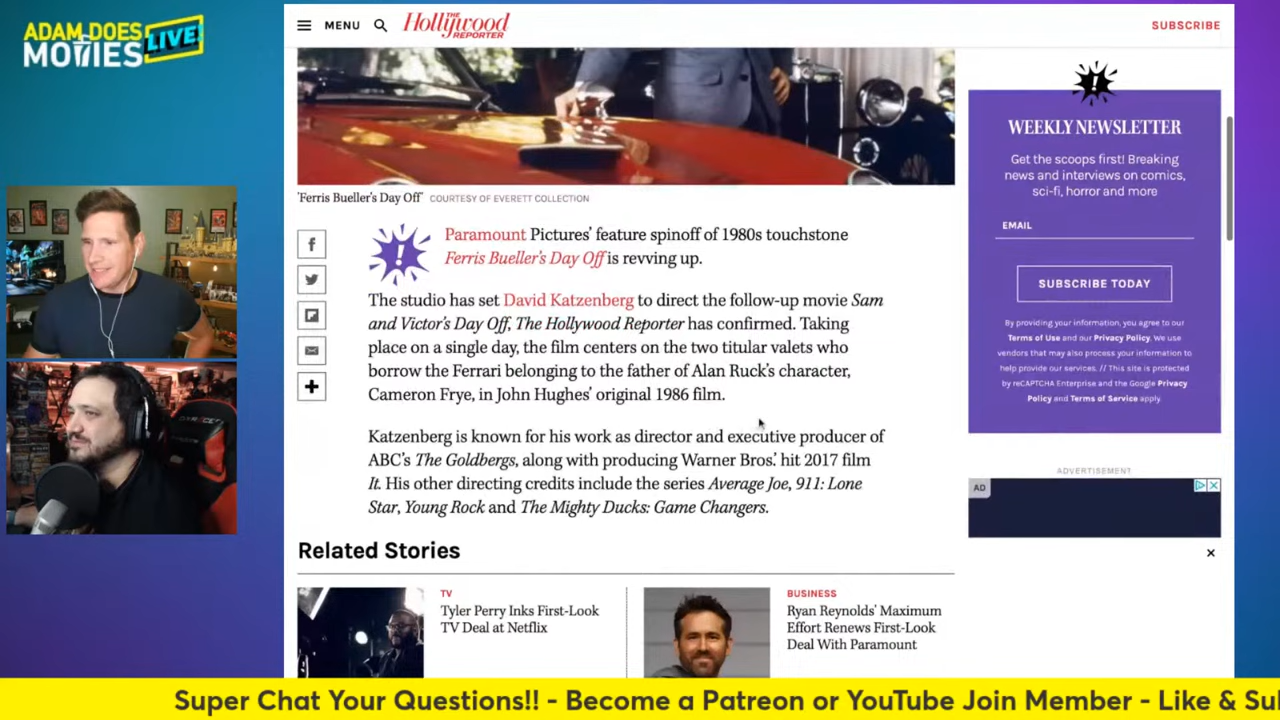 ADAM DOES
MOVIES LIVE!
MENU
THE
Hollywood
REPORTER
SUBSCRIBE
'Ferris Bueller's Day Off' COURTESY OF EVERETT COLLECTION
Paramount Pictures' feature spinoff of 1980s touchstone
Ferris Bueller's Day Off is revving up.
The studio has set David Katzenberg to direct the follow-up movie Sam
and Victor's Day Off, The Hollywood Reporter has confirmed. Taking
place on a single day, the film centers on the two titular valets who
borrow the Ferrari belonging to the father of Alan Ruck's character,
Cameron Frye, in John Hughes' original 1986 film.
Katzenberg is known for his work as director and executive producer of
ABC's The Goldbergs, along with producing Warner Bros.' hit 2017 film
It. His other directing credits include the series Average Joe, 911: Lone
Star, Young Rock and The Mighty Ducks: Game Changers.
Related Stories
TV
Tyler Perry Inks First-Look
TV Deal at Netflix
BUSINESS
Ryan Reynolds' Maximum
Effort Renews First-Look
Deal With Paramount
WEEKLY NEWSLETTER
Get the scoops first! Breaking
news and interviews on comics,
sci-fi, horror and more
EMAIL
SUBSCRIBE TODAY
By providing your information, you agree to our
Terms of Use and our Privacy Policy. We use
vendors that may also process your information to
help provide our services. // This site is protected
by reCAPTCHA Enterprise and the Google Privacy
Policy and Terms of Service apply.
ADVERTISEMENT
AD
Super Chat Your Questions!! - Become a Patreon or YouTube Join Member - Like & Su